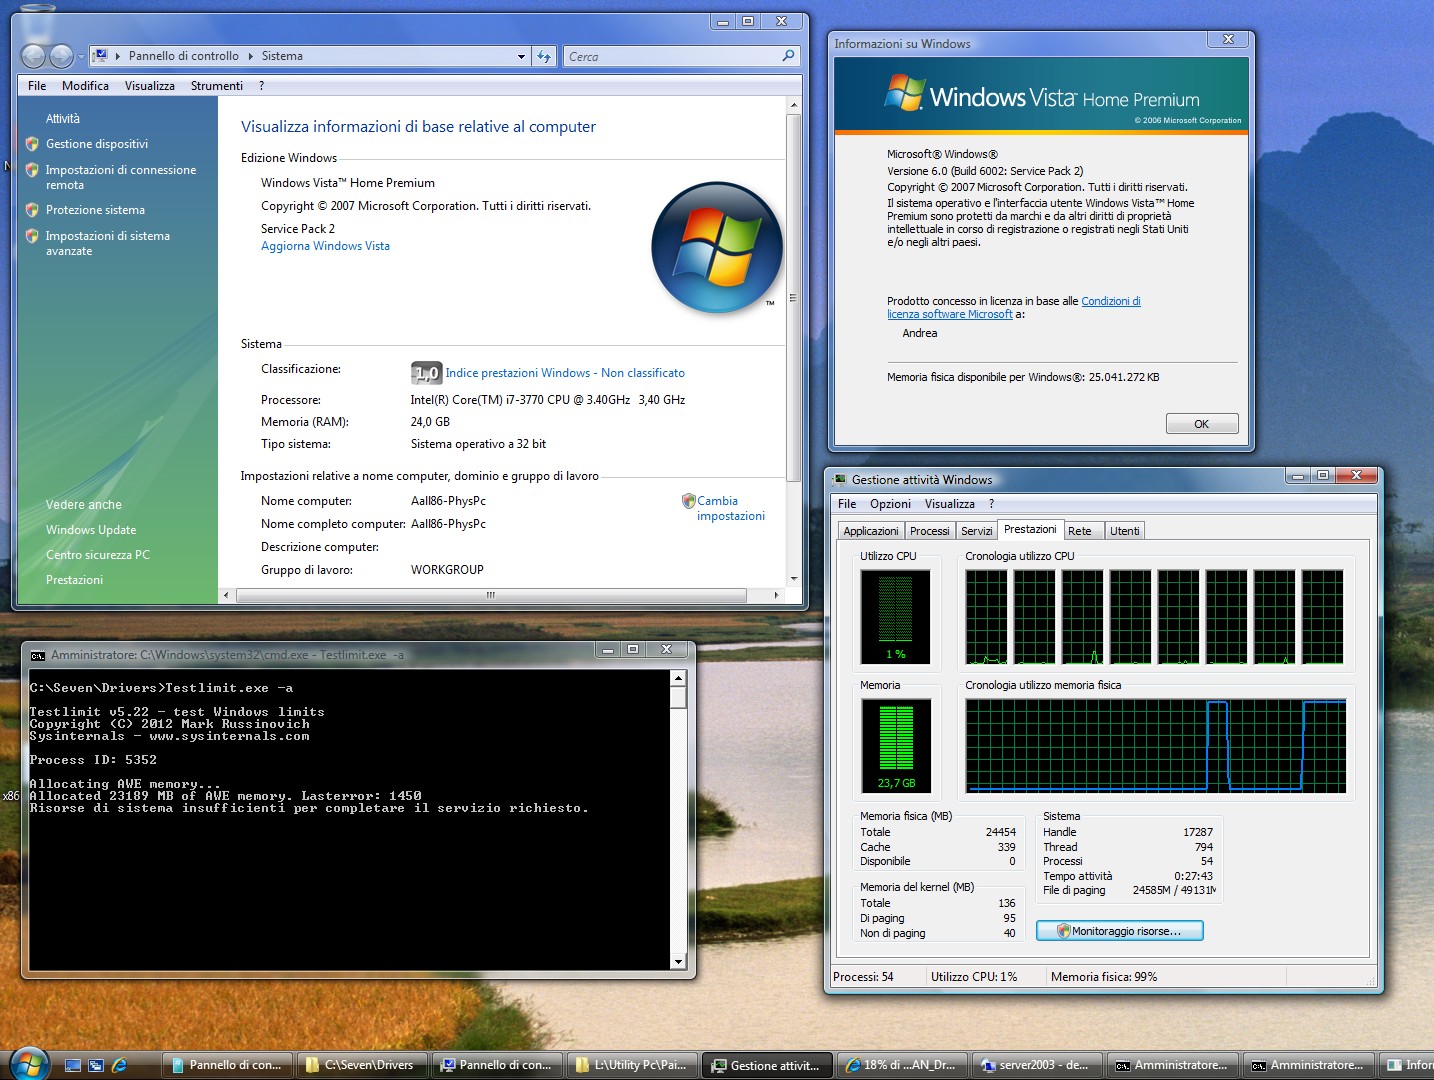 Pannello di controllo
Sistema
Cerca
File Modifica Visualizza Strumenti ?
Attività
Gestione dispositivi
Impostazioni di connessione
remota
Protezione sistema
Impostazioni di sistema
avanzate
Vedere anche
Windows Update
Centro sicurezza PC
Prestazioni
Visualizza informazioni di base relative al computer
Edizione Windows
Windows Vista™ Home Premium
Copyright © 2007 Microsoft Corporation. Tutti i diritti riservati.
Service Pack 2
Aggiorna Windows Vista
™
Sistema
Classificazione: 1,0 Indice prestazioni Windows - Non classificato
Processore: Intel(R) Core(TM) i7-3770 CPU @ 3.40GHz 3,40 GHz
Memoria (RAM): 24,0 GB
Tipo sistema: Sistema operativo a 32 bit
Impostazioni relative a nome computer, dominio e gruppo di lavoro
Nome computer: Aall86-PhysPc
Cambia
impostazioni
Nome completo computer: Aall86-PhysPc
Descrizione computer:
Gruppo di lavoro: WORKGROUP
Informazioni su Windows
Windows Vista™ Home Premium
© 2006 Microsoft Corporation
Microsoft® Windows®
Versione 6.0 (Build 6002: Service Pack 2)
Copyright © 2007 Microsoft Corporation. Tutti i diritti riservati.
Il sistema operativo e l'interfaccia utente Windows Vista™ Home
Premium sono protetti da marchi e da altri diritti di proprietà
intellettuale in corso di registrazione o registrati negli Stati Uniti
e/o negli altri paesi.
Prodotto concesso in licenza in base alle Condizioni di
licenza software Microsoft a:
Andrea
Memoria fisica disponibile per Windows®: 25.041.272 KB
OK
Amministratore: C:\Windows\system32\cmd.exe - Testlimit.exe -a
C:\Seven\Drivers>Testlimit.exe -a
Testlimit v5.22 - test Windows limits
Copyright (C) 2012 Mark Russinovich
Sysinternals - www.sysinternals.com
Process ID: 5352
Allocating AWE memory...
Allocated 23189 MB of AWE memory. Lasterror: 1450
Risorse di sistema insufficienti per completare il servizio richiesto.
x86
Gestione attività Windows
File Opzioni Visualizza ?
Applicazioni Processi Servizi Prestazioni Rete Utenti
Utilizzo CPU
1 %
Cronologia utilizzo CPU
Memoria
23,7 GB
Cronologia utilizzo memoria fisica
Memoria fisica (MB)
Totale 24454
Cache 339
Disponibile 0
Memoria del kernel (MB)
Totale 136
Di paging 95
Non di paging 40
Sistema
Handle 17287
Thread 794
Processi 54
Tempo attività 0:27:43
File di paging 24585M / 49131M
Monitoraggio risorse...
Processi: 54 Utilizzo CPU: 1% Memoria fisica: 99%
Pannello di con...
C:\Seven\Drivers
Pannello di con...
L:\Utility Pc\Pai...
Gestione attivit...
18% di ...AN_Dr...
server2003 - de...
Amministratore...
Amministratore...
Infor